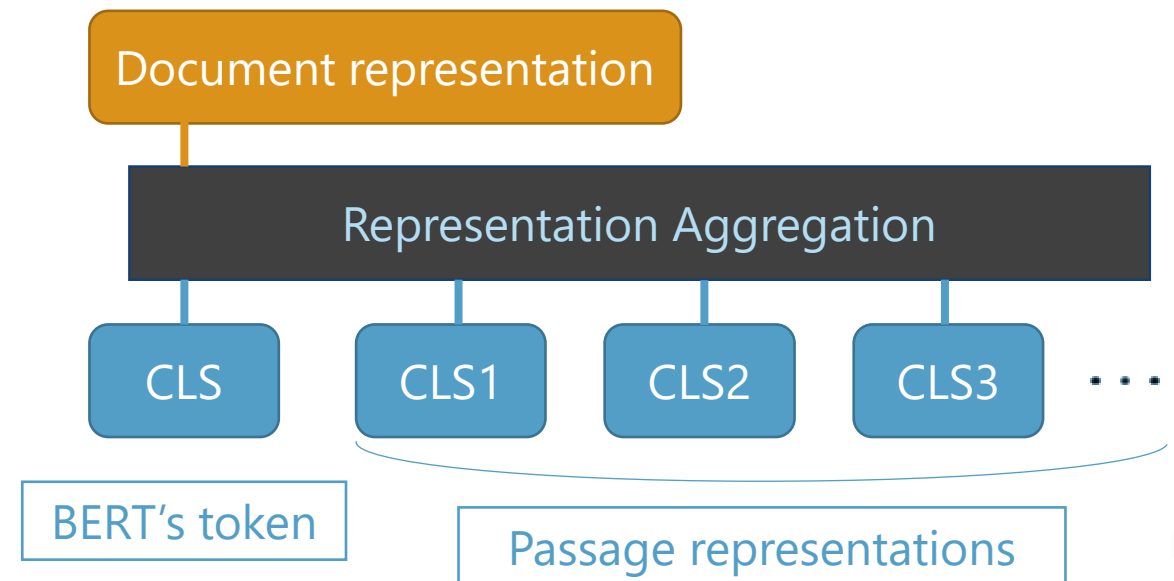 Document representation
Representation Aggregation
CLS
CLS1
CLS2
CLS3
. . .
BERT’s token
Passage representations